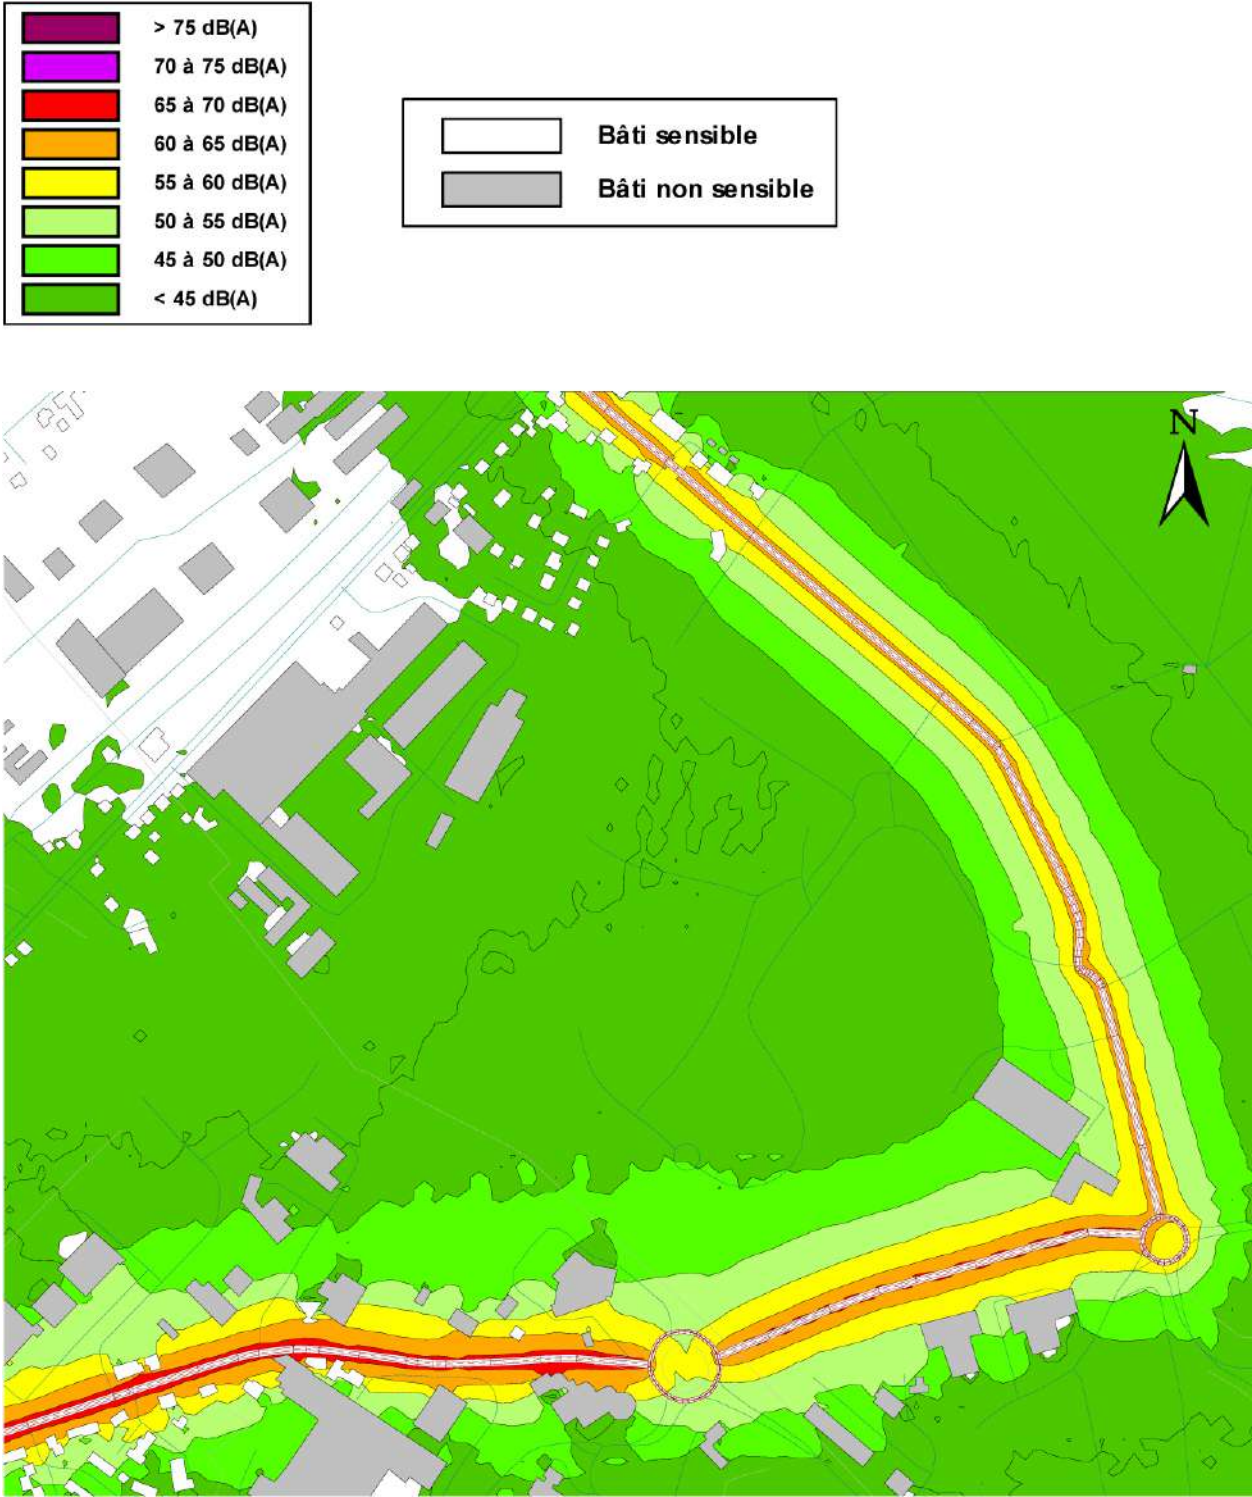 > 75 dB(A)
70 à 75 dB(A)
65 à 70 dB(A)
60 à 65 dB(A)
55 à 60 dB(A)
50 à 55 dB(A)
45 à 50 dB(A)
< 45 dB(A)
Bâti sensible
Bâti non sensible
N